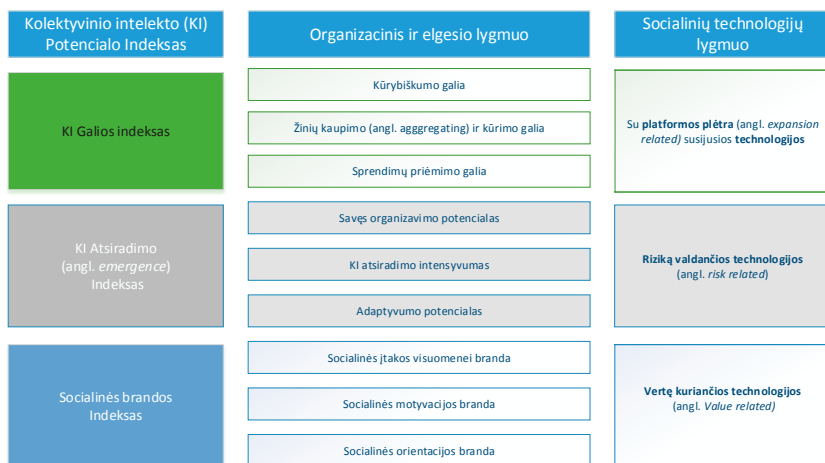 Kolektyvinio intelekto (KI)
Potencialo Indeksas
Organizacinis ir elgesio lygmuo
Socialinių technologijų
lygmuo
KI Galios indeksas
Kūrybiškumo galia
Žinių kaupimo (angl. agggregating) ir kūrimo galia
Sprendimų priėmimo galia
Su platformos plėtra (angl. expansion
related) susijusios technologijos
KI Atsiradimo
(angl. emergence)
Indeksas
Savęs organizavimo potencialas
KI atsiradimo intensyvumas
Adaptyvumo potencialas
Riziką valdančios technologijos
(angl. risk related)
Socialinės brandos
Indeksas
Socialinės įtakos visuomenei branda
Socialinės motyvacijos branda
Socialinės orientacijos branda
Vertę kuriančios technologijos
(angl. Value related)